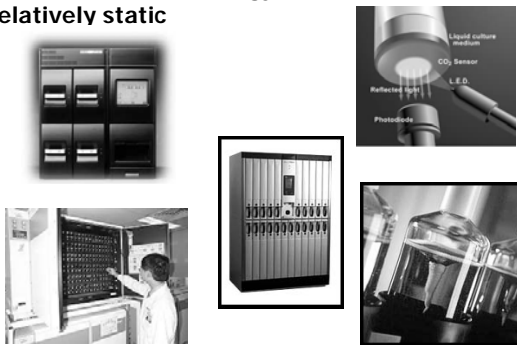 elatively static
Liquid culture
medium
CO₂ Sensor
L.E.D.
Reflected light
Photodiode